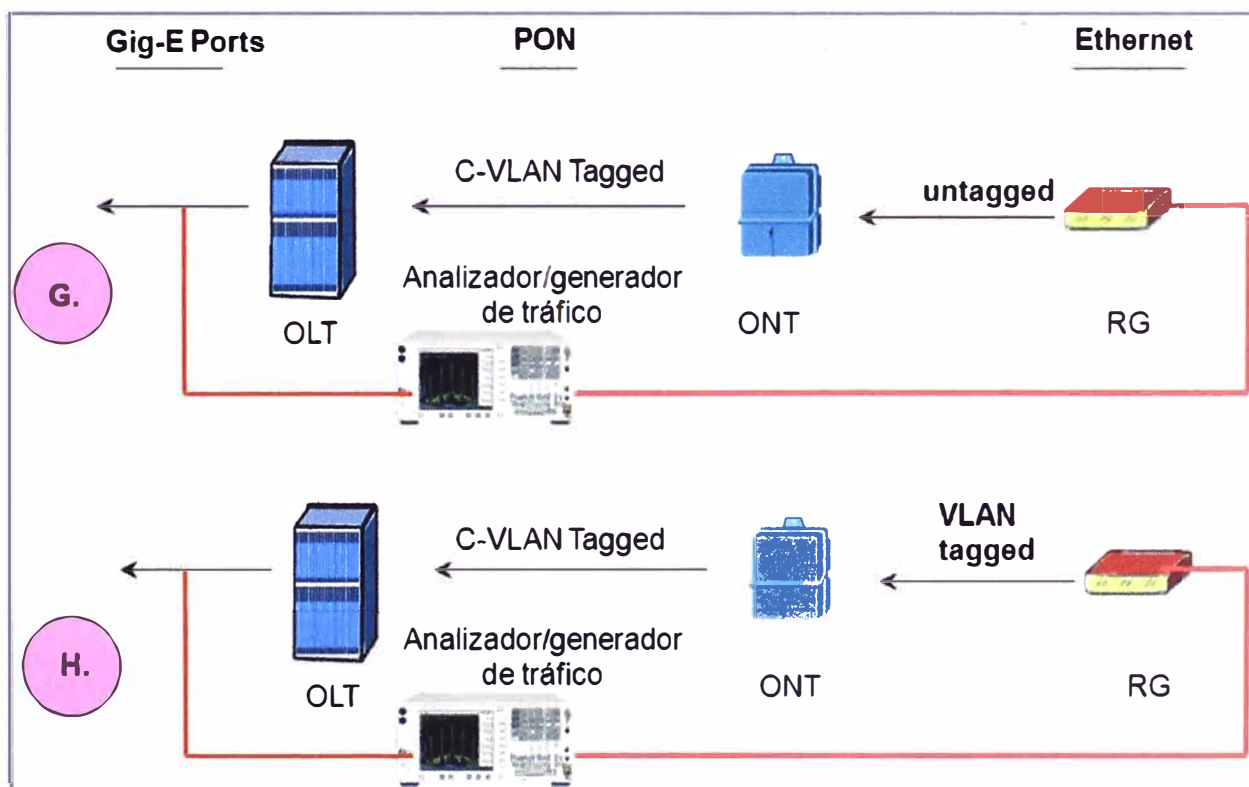 Gig-E Ports PON Ethernet
C-VLAN Tagged
untagged
G.
Analizador/generador
de tráfico
OLT
ONT
RG
C-VLAN Tagged
VLAN
tagged
H.
Analizador/generador
de tráfico
OLT
ONT
RG